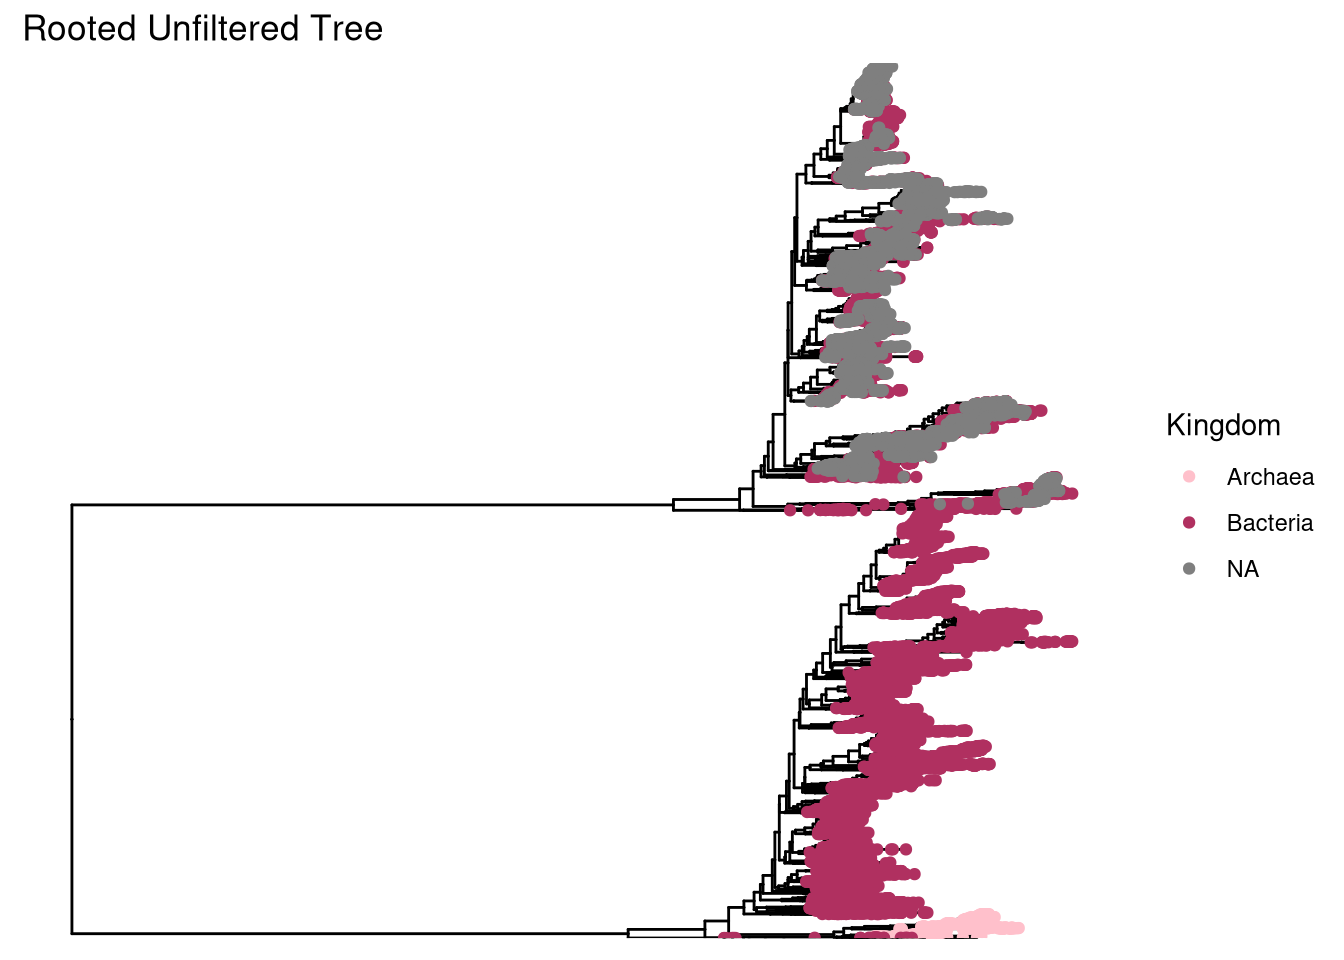 Rooted Unfiltered Tree
Kingdom
Archaea
Bacteria
NA